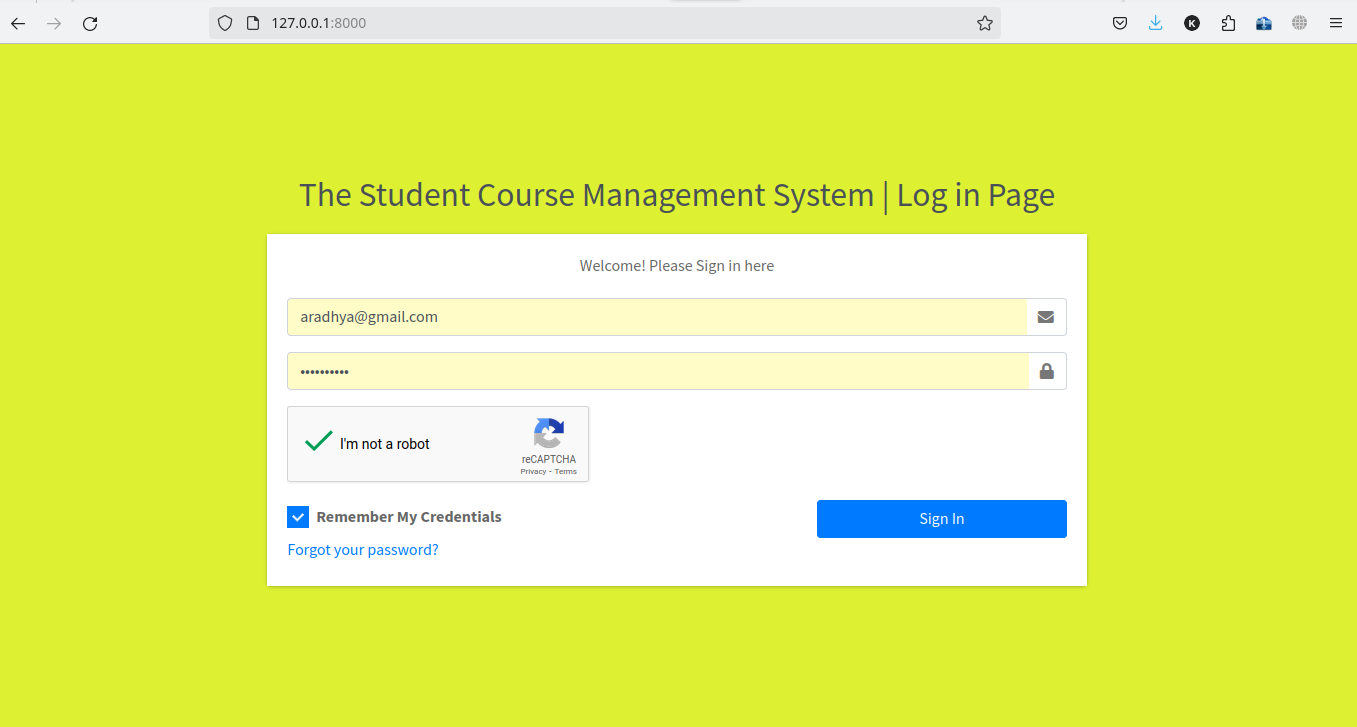 127.0.0.1:8000
K
The Student Course Management System | Log in Page
Welcome! Please Sign in here
aradhya@gmail.com
••••••••••
I'm not a robot
reCAPTCHA
Privacy - Terms
Remember My Credentials
Sign In
Forgot your password?